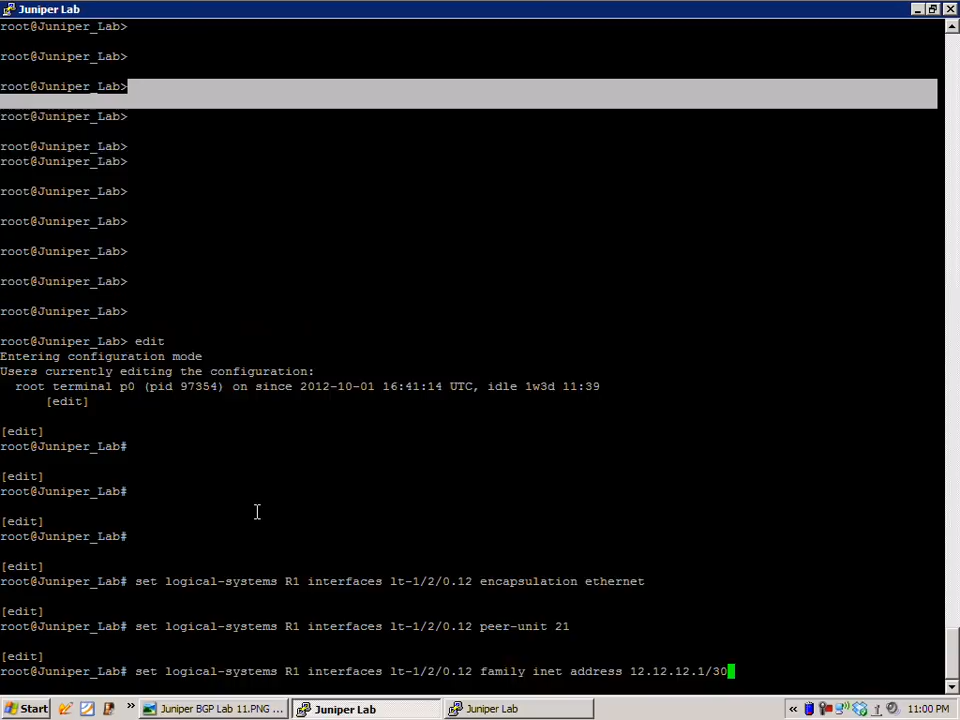 Juniper Lab
root@Juniper_Lab>
root@Juniper_Lab>
root@Juniper_Lab>
root@Juniper_Lab>
root@Juniper_Lab>
root@Juniper_Lab>
root@Juniper_Lab>
root@Juniper_Lab>
root@Juniper_Lab>
root@Juniper_Lab>
root@Juniper_Lab>
root@Juniper_Lab> edit
Entering configuration mode
Users currently editing the configuration:
root terminal p0 (pid 97354) on since 2012-10-01 16:41:14 UTC, idle 1w3d 11:39
[edit]
[edit]
root@Juniper_Lab#
[edit]
root@Juniper_Lab#
[edit]
root@Juniper_Lab#
[edit]
root@Juniper_Lab# set logical-systems R1 interfaces lt-1/2/0.12 encapsulation ethernet
[edit]
root@Juniper_Lab# set logical-systems R1 interfaces lt-1/2/0.12 peer-unit 21
[edit]
root@Juniper_Lab# set logical-systems R1 interfaces lt-1/2/0.12 family inet address 12.12.12.1/30
Start » Juniper BGP Lab 11.PNG ... Juniper Lab Juniper Lab « 11:00 PM